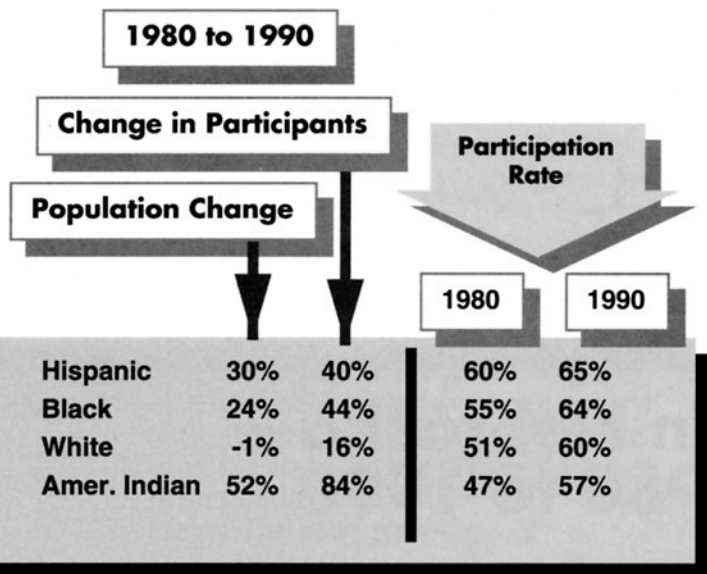 1980 to 1990
Change in Participants
Population Change
Participation
Rate
1980 1990
Hispanic 30% 40% 60% 65%
Black 24% 44% 55% 64%
White -1% 16% 51% 60%
Amer. Indian 52% 84% 47% 57%